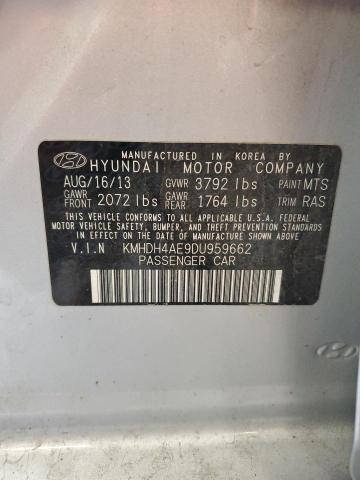 MANUFACTURED IN KOREA BY
HYUNDAI MOTOR COMPANY
AUG/16/13 GVWR 3792 lbs PAINT MTS
GAWR FRONT 2072 lbs GAWR REAR 1764 lbs TRIM RAS
THIS VEHICLE CONFORMS TO ALL APPLICABLE U.S.A. FEDERAL
MOTOR VEHICLE SAFETY, BUMPER, AND THEFT PREVENTION STANDARDS
IN EFFECT ON THE DATE OF MANUFACTURE SHOWN ABOVE.
V.I.N KMHDH4AE9DU959662
PASSENGER CAR